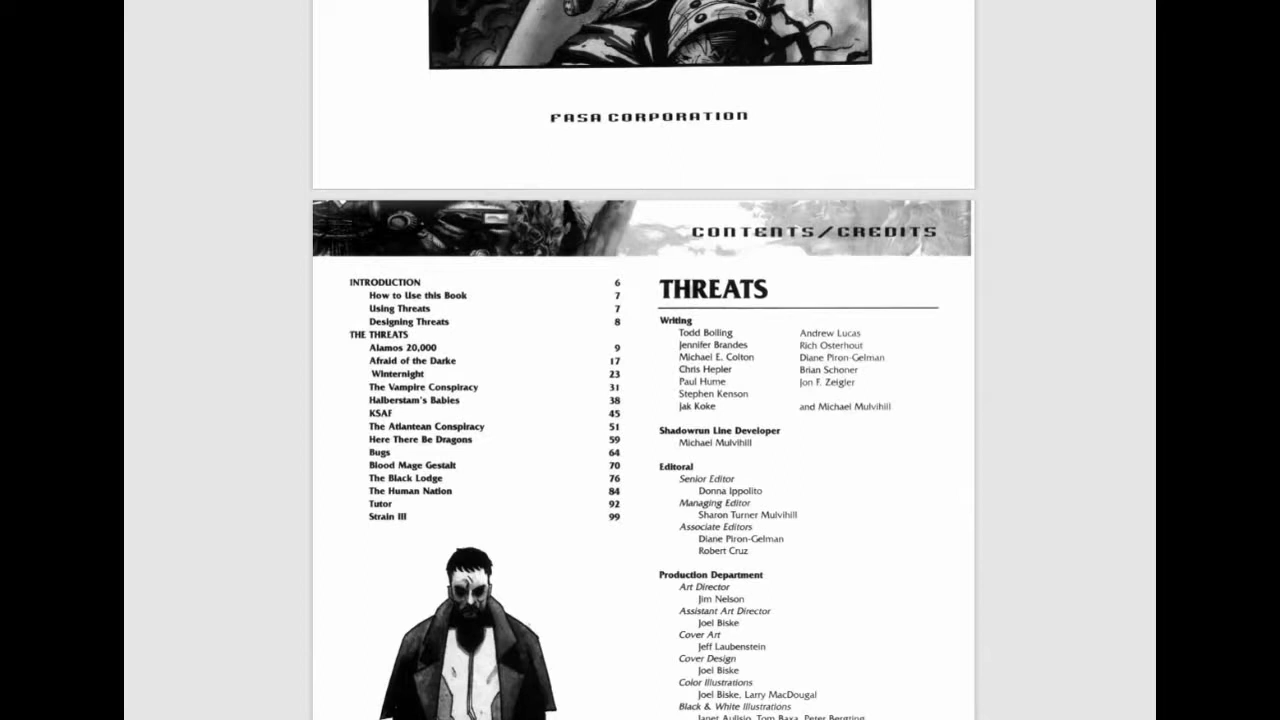 FASA CORPORATION
CONTENTS/CREDITS
INTRODUCTION 6
How to Use this Book 7
Using Threats 7
Designing Threats 8
THE THREATS
Alamos 20,000 9
Afraid of the Darke 17
Winternight 23
The Vampire Conspiracy 31
Halberstam's Babies 38
KSAF 45
The Atlantean Conspiracy 51
Here There Be Dragons 59
Bugs 64
Blood Mage Gestalt 70
The Black Lodge 76
The Human Nation 84
Tutor 92
Strain III 99
THREATS
Writing
Todd Bolling Andrew Lucas
Jennifer Brandes Rich Osterhout
Michael E. Colton Diane Piron-Gelman
Chris Hepler Brian Schoner
Paul Hume Jon F. Zeigler
Stephen Kenson
Jak Koke and Michael Mulvihill
Shadowrun Line Developer
Michael Mulvihill
Editoral
Senior Editor
Donna Ippolito
Managing Editor
Sharon Turner Mulvihill
Associate Editors
Diane Piron-Gelman
Robert Cruz
Production Department
Art Director
Jim Nelson
Assistant Art Director
Joel Biske
Cover Art
Jeff Laubenstein
Cover Design
Joel Biske
Color Illustrations
Joel Biske, Larry MacDougal
Black & White Illustrations
Janet Aulisio, Tom Baxa, Peter Bergting